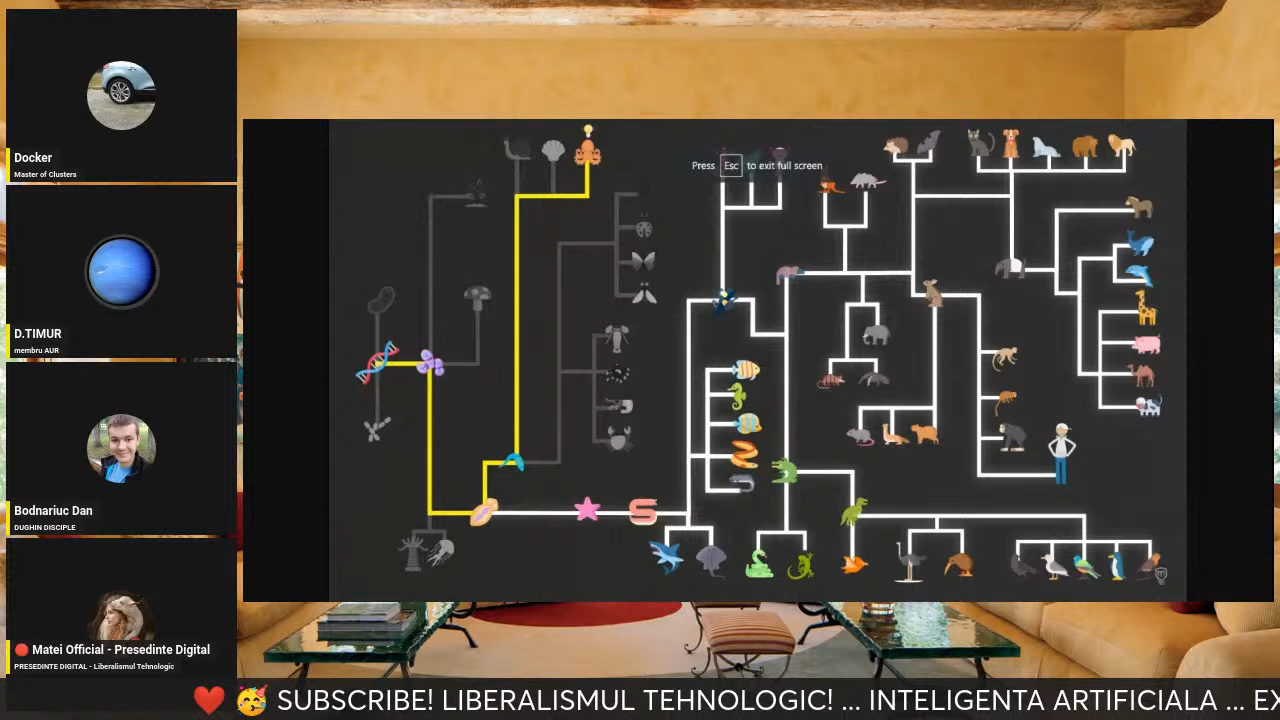 Docker
Master of Clusters
D.TIMUR
membru AUR
Bodnariuc Dan
DUGHIN DISCIPLE
Matei Official - Presedinte Digital
PRESEDINTE DIGITAL - Liberalismul Tehnologic
Press Esc to exit full screen
SUBSCRIBE! LIBERALISMUL TEHNOLOGIC! ... INTELIGENTA ARTIFICIALA ... EX